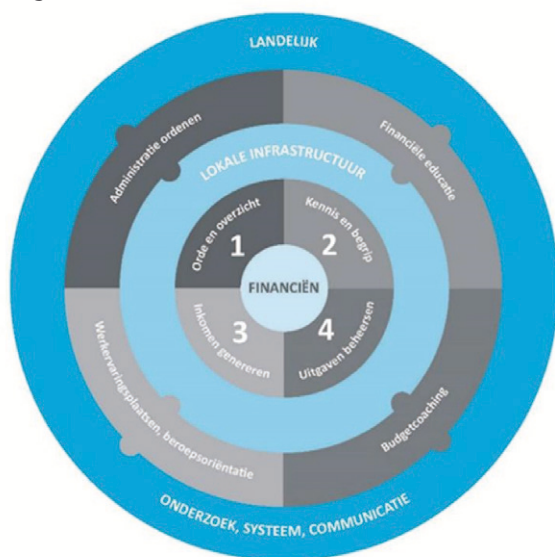 LANDELIJK
Administratie ordenen
Financiële educatie
LOKALE INFRASTRUCTUUR
Orde en overzicht
1
Kennis en begrip
2
FINANCIËN
3
Inkomen genereren
4
Uitgaven beheersen
Werkervaringsplaatsen, beroepsoriëntatie
Budgetcoaching
ONDERZOEK, SYSTEEM, COMMUNICATIE